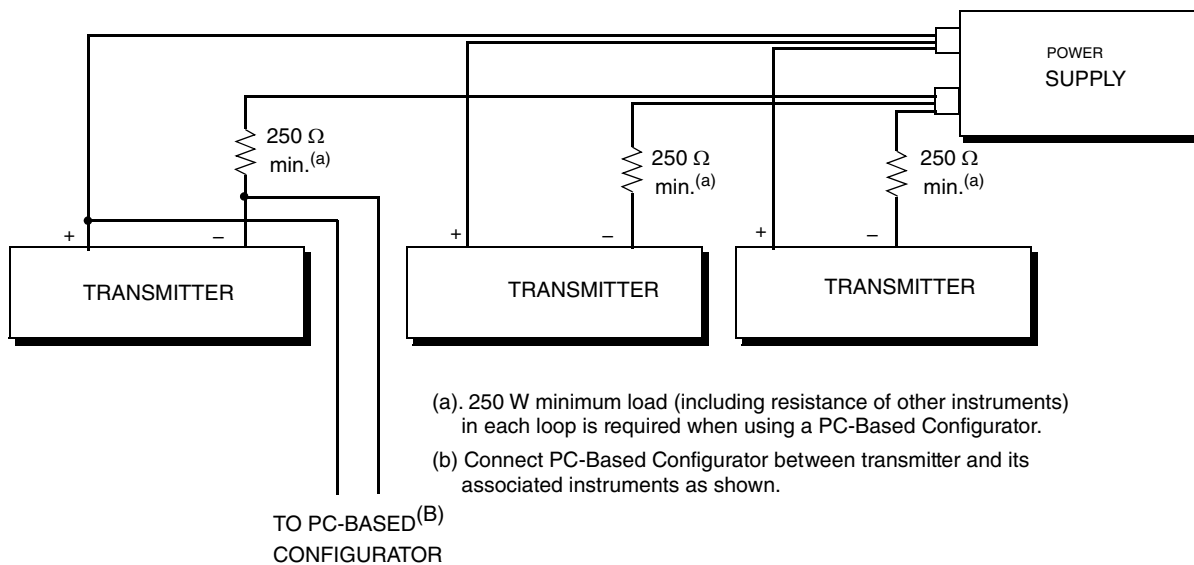 POWER
SUPPLY
250 Ω
min.(a)
250 Ω
min.(a)
250 Ω
min.(a)
+
–
+
–
+
–
TRANSMITTER
TRANSMITTER
TRANSMITTER
(a). 250 W minimum load (including resistance of other instruments)
in each loop is required when using a PC-Based Configurator.
(b) Connect PC-Based Configurator between transmitter and its
associated instruments as shown.
TO PC-BASED(B)
CONFIGURATOR